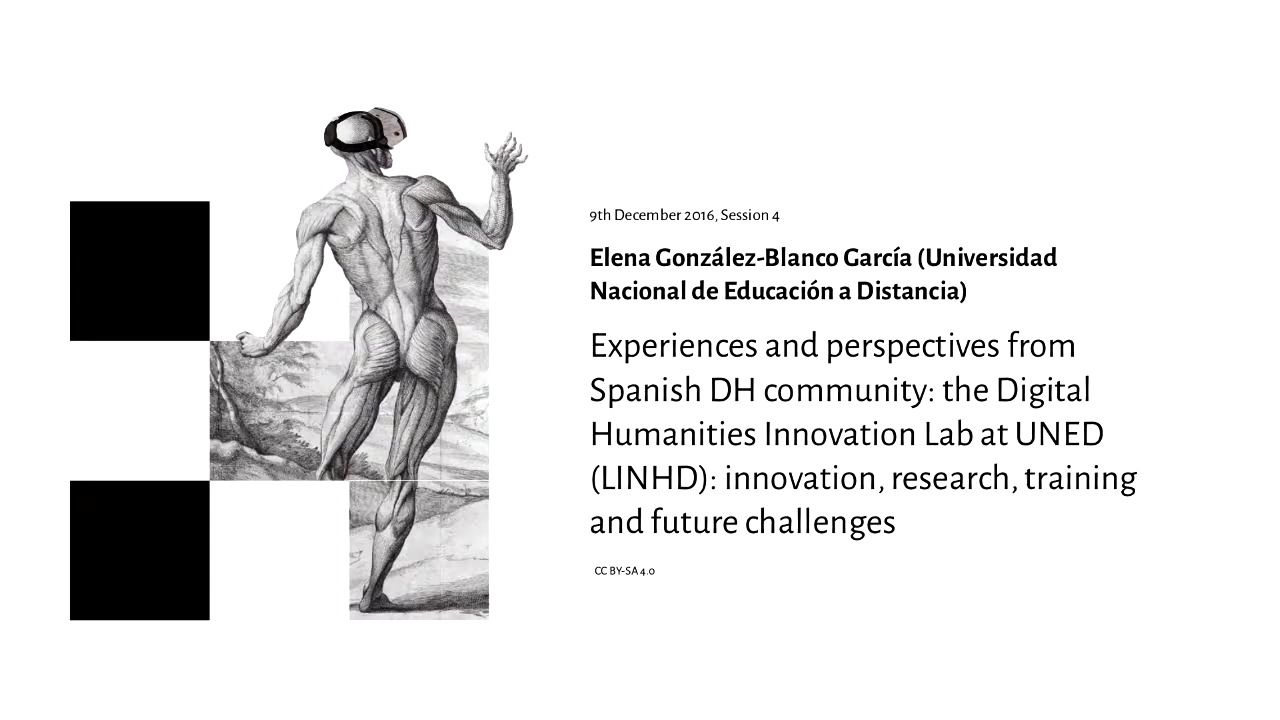 9th December 2016, Session 4
Elena González-Blanco García (Universidad
Nacional de Educación a Distancia)
Experiences and perspectives from
Spanish DH community: the Digital
Humanities Innovation Lab at UNED
(LINHD): innovation, research, training
and future challenges
CC BY-SA 4.0